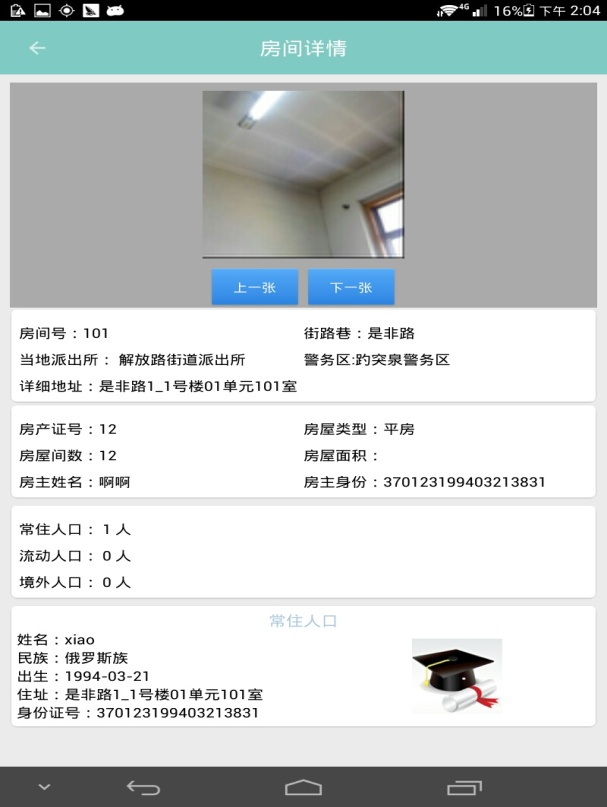 4G 16% 下午 2:04
房间详情
上一张 下一张
房间号：101 街路巷：是非路
当地派出所： 解放路街道派出所 警务区:趵突泉警务区
详细地址：是非路1_1号楼01单元101室
房产证号：12 房屋类型：平房
房屋间数：12 房屋面积：
房主姓名：啊啊 房主身份：370123199403213831
常住人口： 1 人
流动人口： 0 人
境外人口： 0 人
常住人口
姓名：xiao
民族：俄罗斯族
出生：1994-03-21
住址：是非路1_1号楼01单元101室
身份证号：370123199403213831